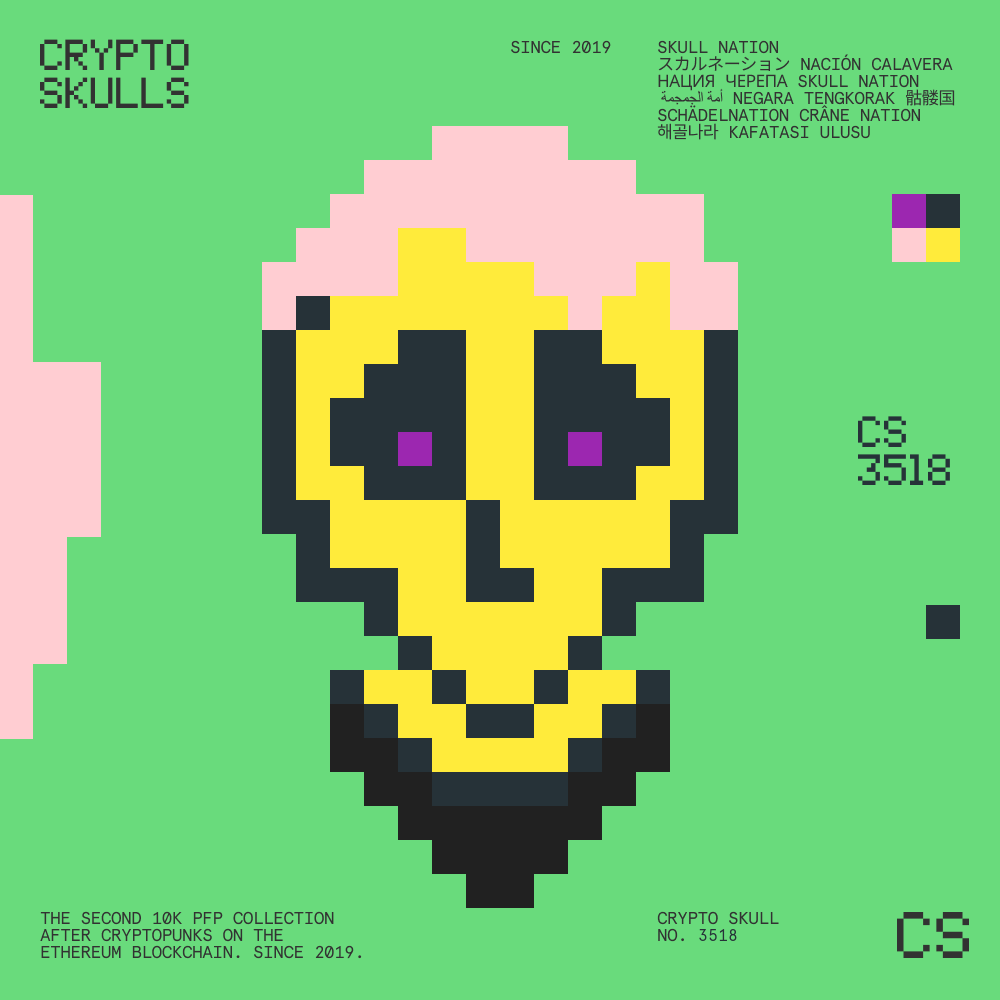 CRYPTO
SKULLS
SINCE 2019
SKULL NATION
スカルネーション NACIÓN CALAVERA
НАЦИЯ ЧЕРЕПА SKULL NATION
أمة الجمجمة NEGARA TENGKORAK 骷髅国
SCHÄDELNATION CRÂNE NATION
해골나라 KAFATASI ULUSU
CS
3518
THE SECOND 10K PFP COLLECTION
AFTER CRYPTOPUNKS ON THE
ETHEREUM BLOCKCHAIN. SINCE 2019.
CRYPTO SKULL
NO. 3518
CS